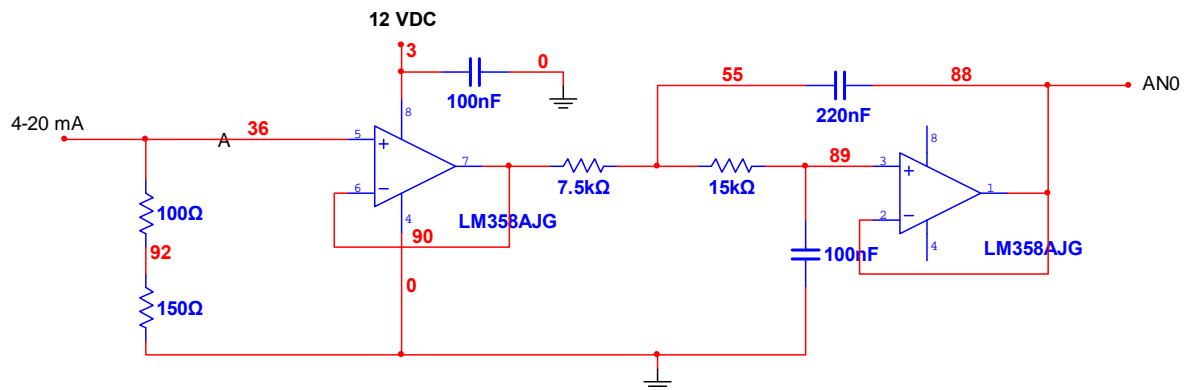 12 VDC
3
0
100nF
55
88
AN0
220nF
4-20 mA
A
36
8
5
6
7
4
LM358AJG
90
7.5kΩ
15kΩ
89
8
3
2
1
4
LM358AJG
100Ω
92
150Ω
0
100nF